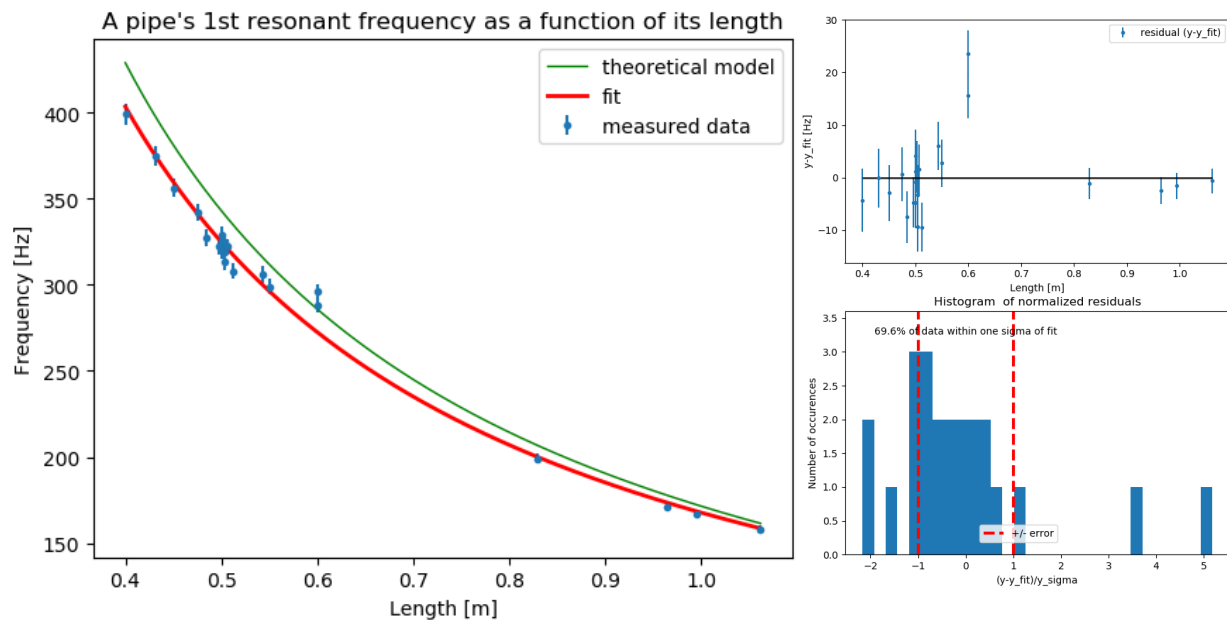 A pipe's 1st resonant frequency as a function of its length
theoretical model
fit
measured data
Frequency [Hz]
400
350
300
250
200
150
0.4 0.5 0.6 0.7 0.8 0.9 1.0
Length [m]
residual (y-y_fit)
y-y_fit [Hz]
30
20
10
0
−10
0.4 0.5 0.6 0.7 0.8 0.9 1.0
Length [m]
Histogram of normalized residuals
69.6% of data within one sigma of fit
Number of occurences
3.5
3.0
2.5
2.0
1.5
1.0
0.5
0.0
+/- error
−2 −1 0 1 2 3 4 5
(y-y_fit)/y_sigma